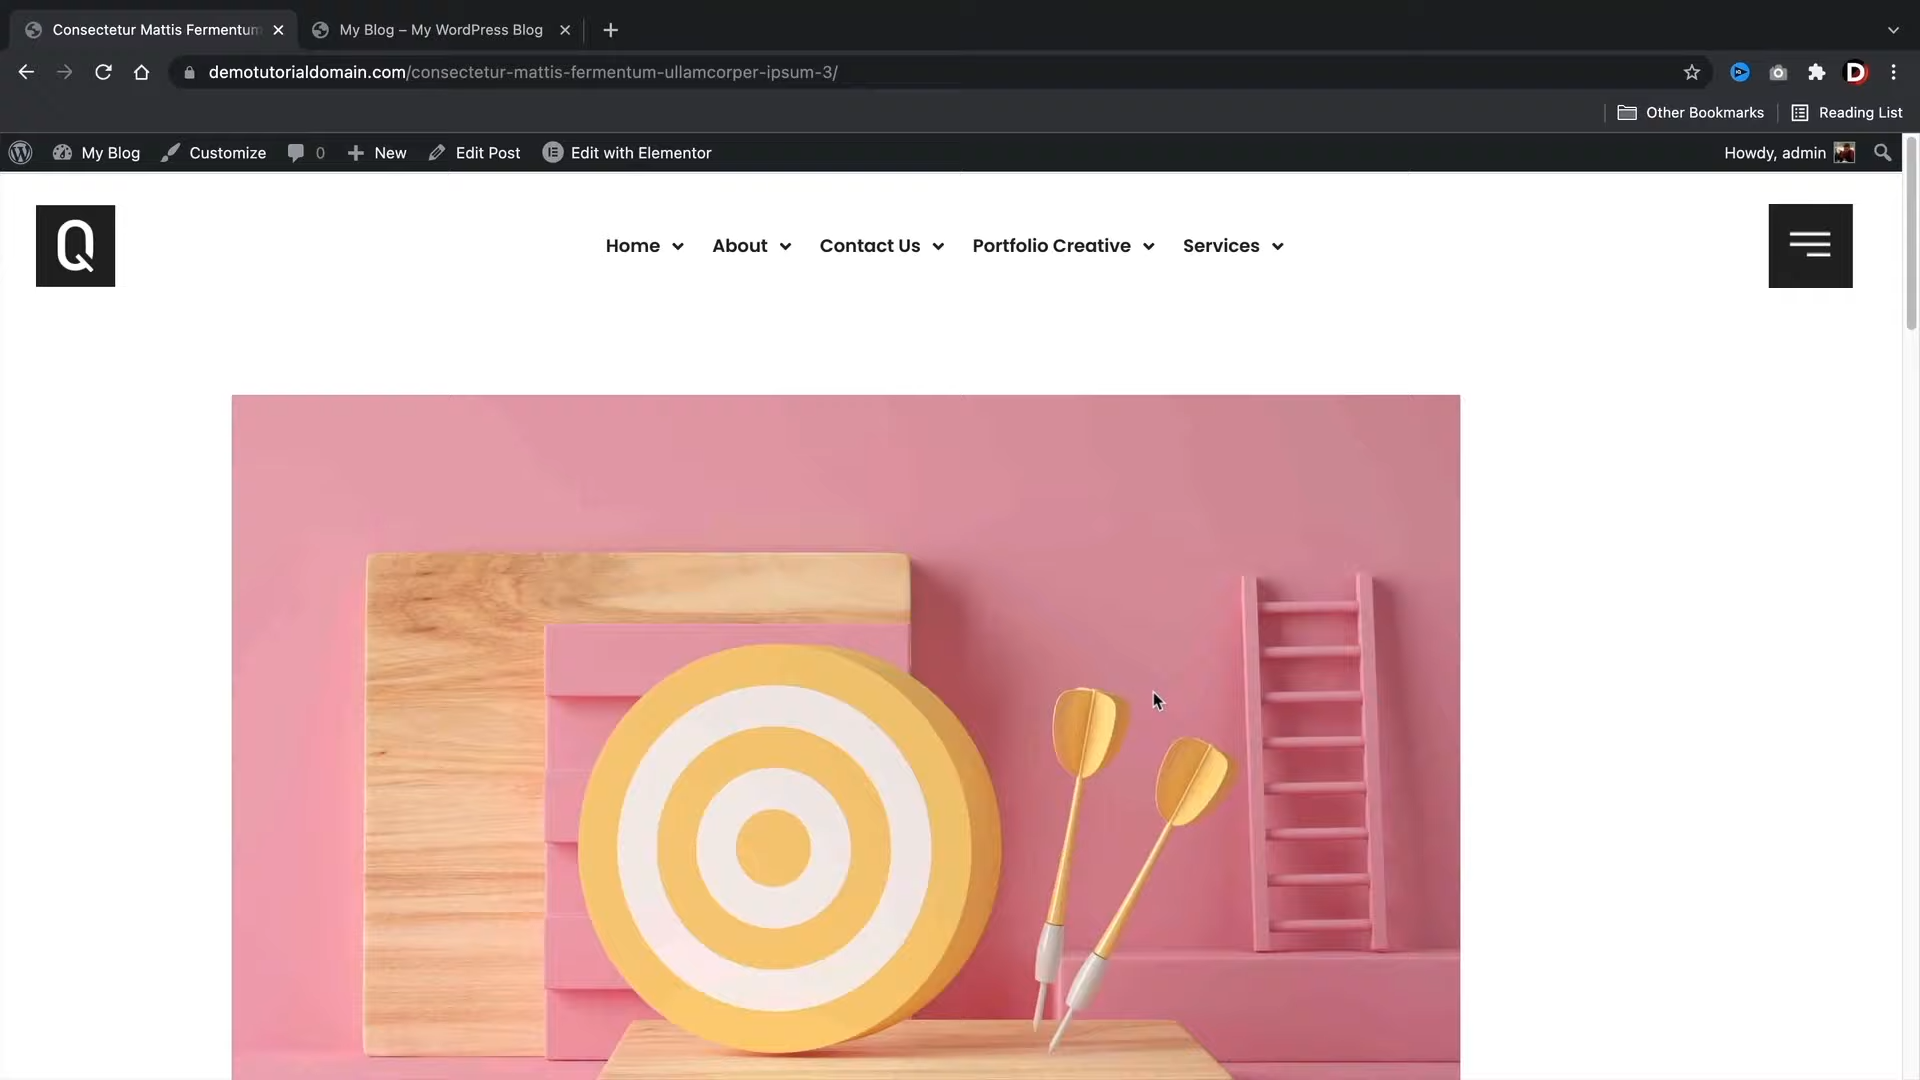 Consectetur Mattis Fermentum
My Blog – My WordPress Blog
demotutorialdomain.com/consectetur-mattis-fermentum-ullamcorper-ipsum-3/
Other Bookmarks
Reading List
My Blog
Customize
0
New
Edit Post
Edit with Elementor
Howdy, admin
Q
Home
About
Contact Us
Portfolio Creative
Services